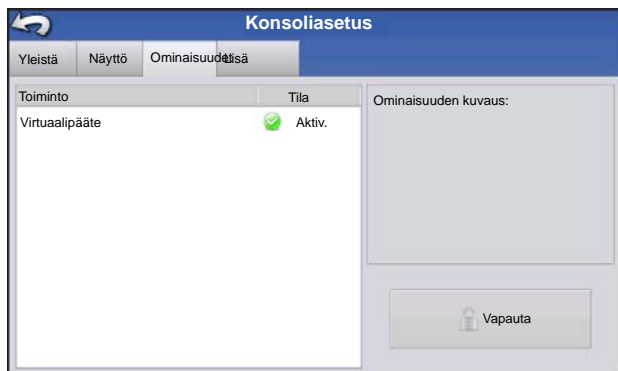 Konsoliasetus
Yleistä Näyttö Ominaisuudet Lisä
Toiminto Tila
Virtuaalipääte Aktiv.
Ominaisuuden kuvaus:
Vapauta